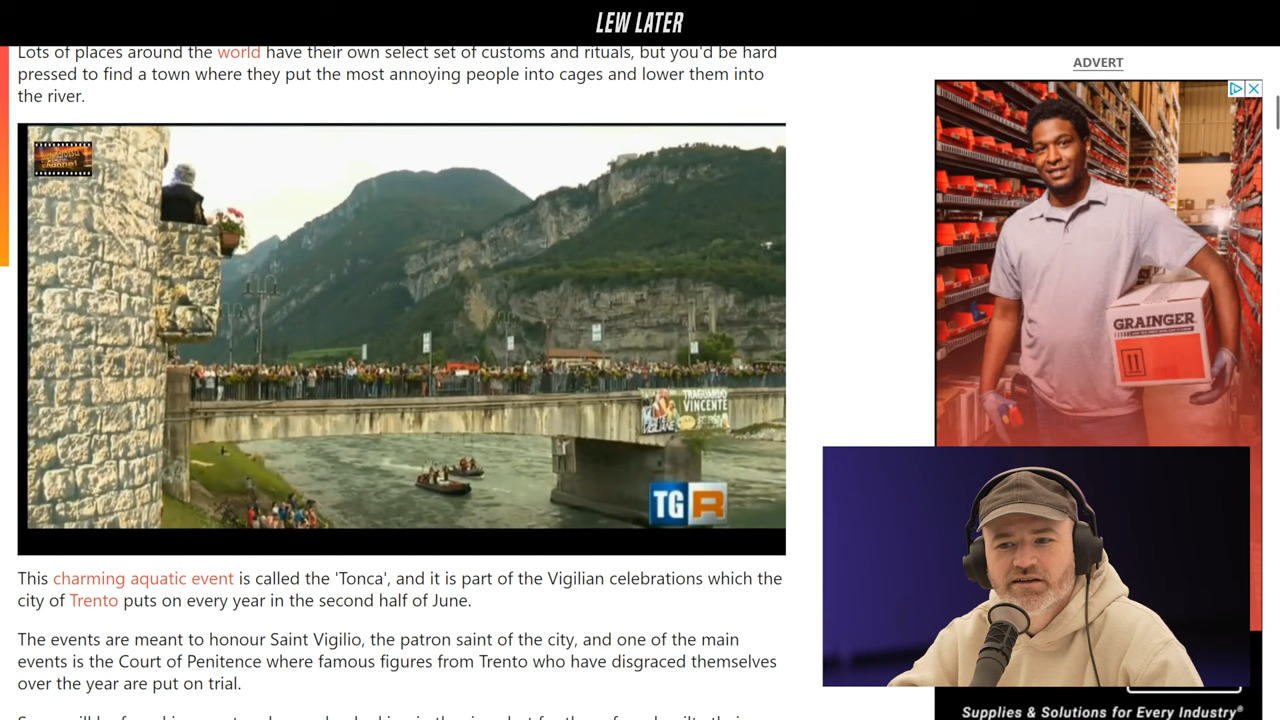 LEW LATER
Lots of places around the world have their own select set of customs and rituals, but you'd be hard
pressed to find a town where they put the most annoying people into cages and lower them into
the river.
ADVERT
GRAINGER
TRAGUARDO
VINCENTE
TGR
This charming aquatic event is called the 'Tonca', and it is part of the Vigilian celebrations which the
city of Trento puts on every year in the second half of June.
The events are meant to honour Saint Vigilio, the patron saint of the city, and one of the main
events is the Court of Penitence where famous figures from Trento who have disgraced themselves
over the year are put on trial.
Supplies & Solutions for Every Industry®